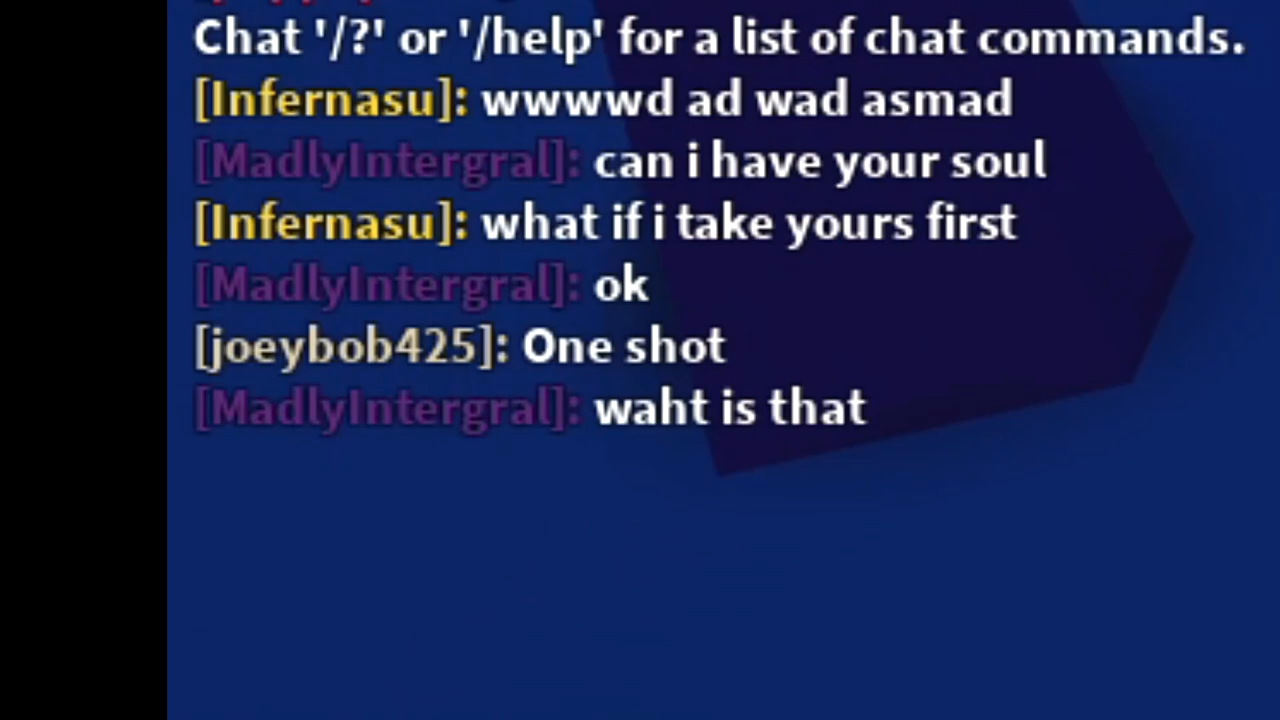 Chat '/?' or '/help' for a list of chat commands.
[Infernasu]: wwwwd ad wad asmad
[MadlyIntergral]: can i have your soul
[Infernasu]: what if i take yours first
[MadlyIntergral]: ok
[joeybob425]: One shot
[MadlyIntergral]: waht is that